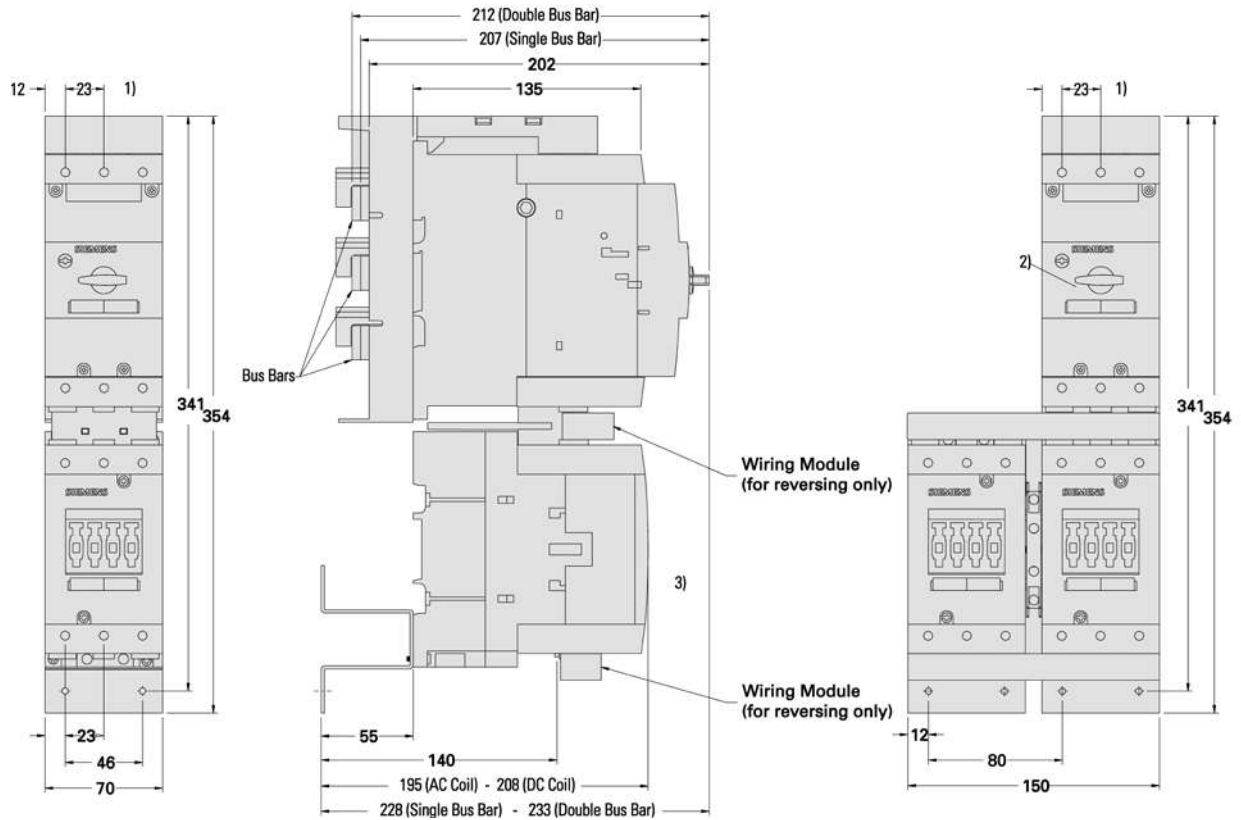 212 (Double Bus Bar)
207 (Single Bus Bar)
202
135
12
23
1)
SIEMENS
341
354
SIEMENS
23
46
70
Bus Bars
Wiring Module
(for reversing only)
3)
Wiring Module
(for reversing only)
55
140
195 (AC Coil) - 208 (DC Coil)
228 (Single Bus Bar) - 233 (Double Bus Bar)
23
1)
SIEMENS
2)
341
354
SIEMENS
SIEMENS
12
80
150